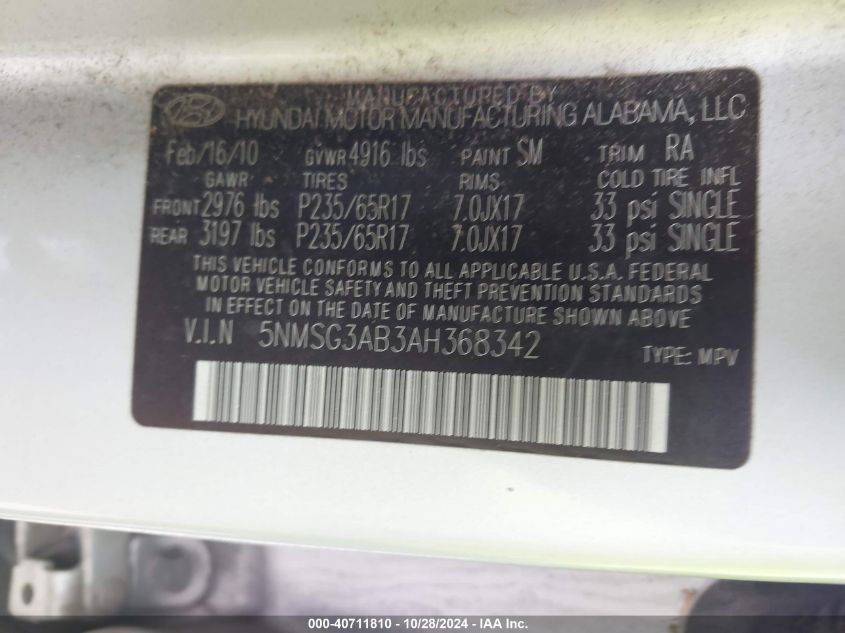 MANUFACTURED BY
HYUNDAI MOTOR MANUFACTURING ALABAMA, LLC
Feb/16/10 GVWR 4916 lbs PAINT SM TRIM RA
GAWR TIRES RIMS COLD TIRE INFL
FRONT 2976 lbs P235/65R17 7.0JX17 33 psi SINGLE
REAR 3197 lbs P235/65R17 7.0JX17 33 psi SINGLE
THIS VEHICLE CONFORMS TO ALL APPLICABLE U.S.A. FEDERAL
MOTOR VEHICLE SAFETY AND THEFT PREVENTION STANDARDS
IN EFFECT ON THE DATE OF MANUFACTURE SHOWN ABOVE
V.I.N 5NMSG3AB3AH368342 TYPE: MPV
000-40711810 - 10/28/2024 - IAA Inc.